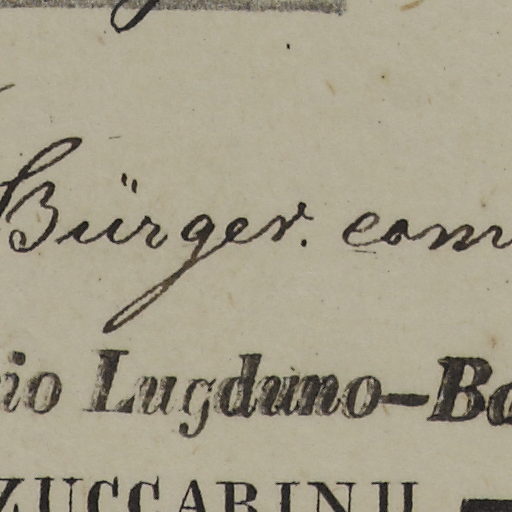 Bürger. com
io Lugduno-Ba
ZUCCARINII